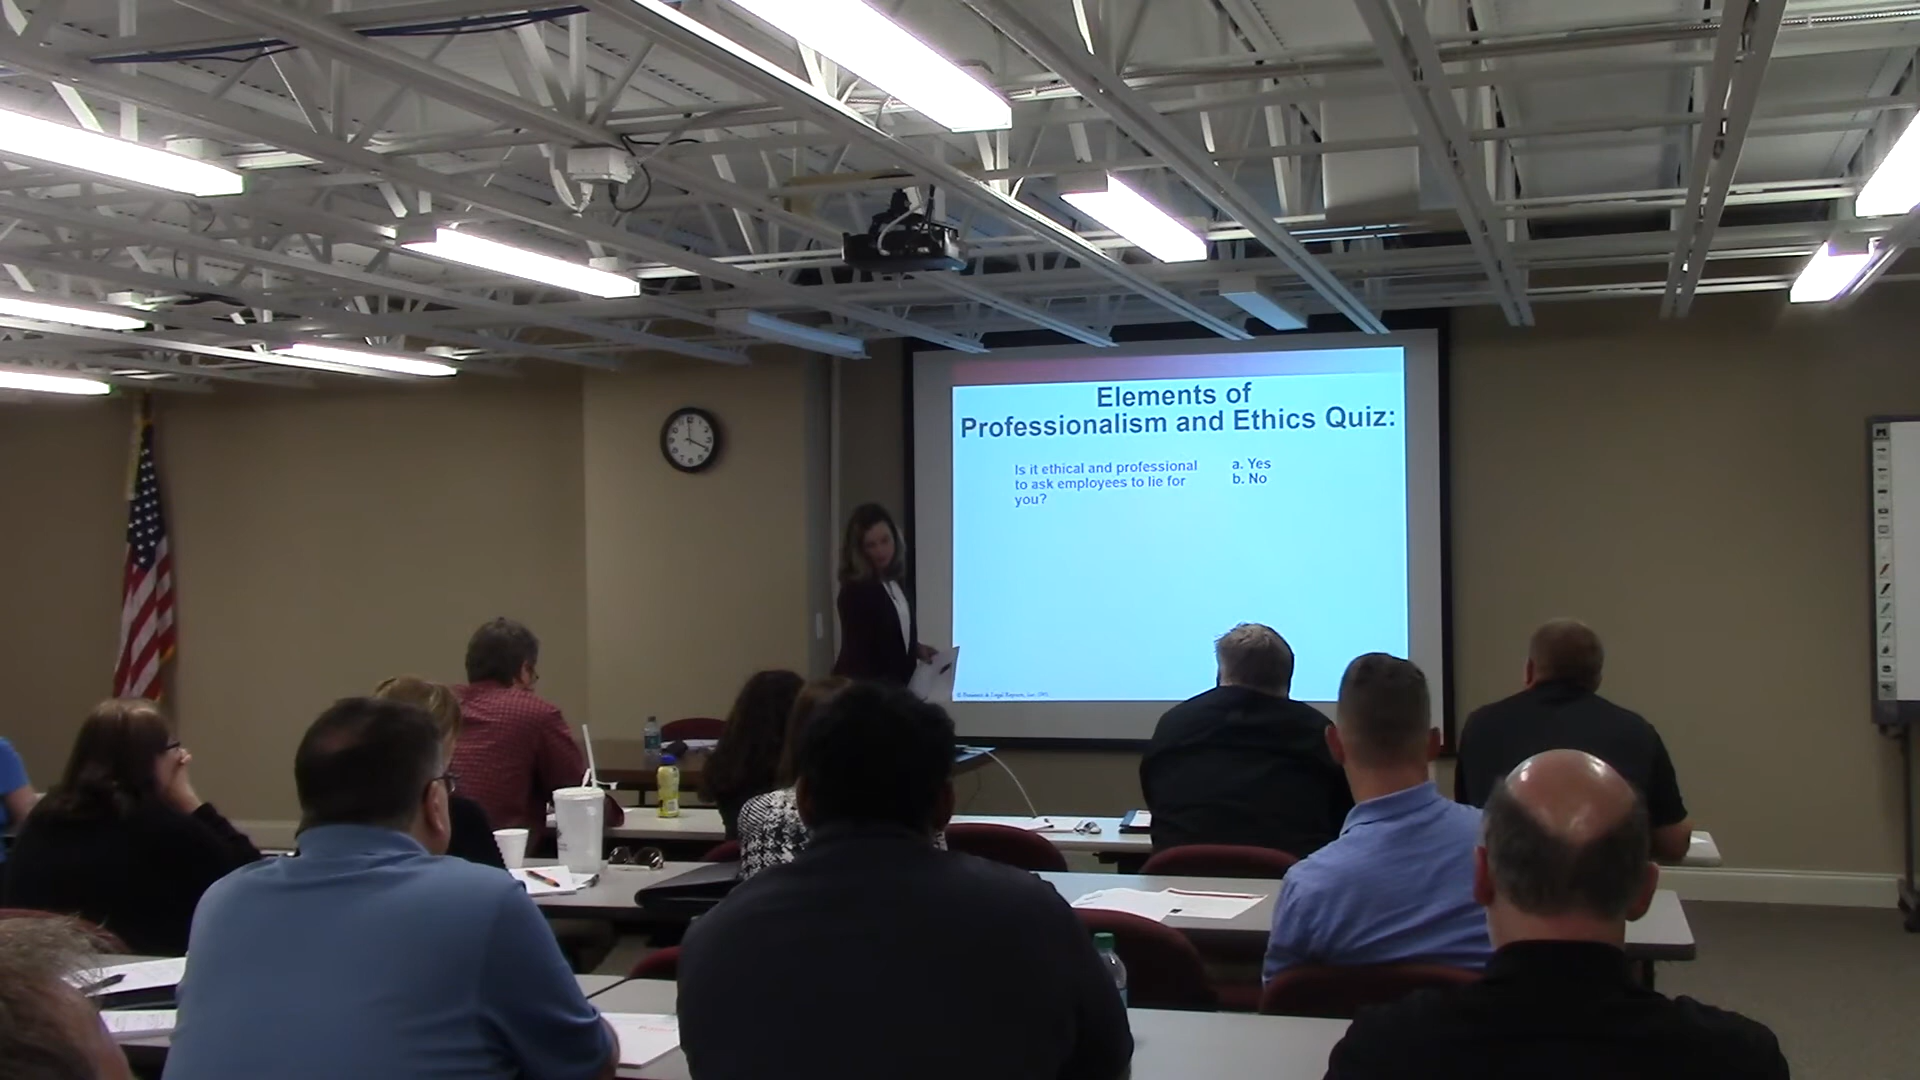 Elements of
Professionalism and Ethics Quiz:
Is it ethical and professional
to ask employees to lie for
you?
a. Yes
b. No